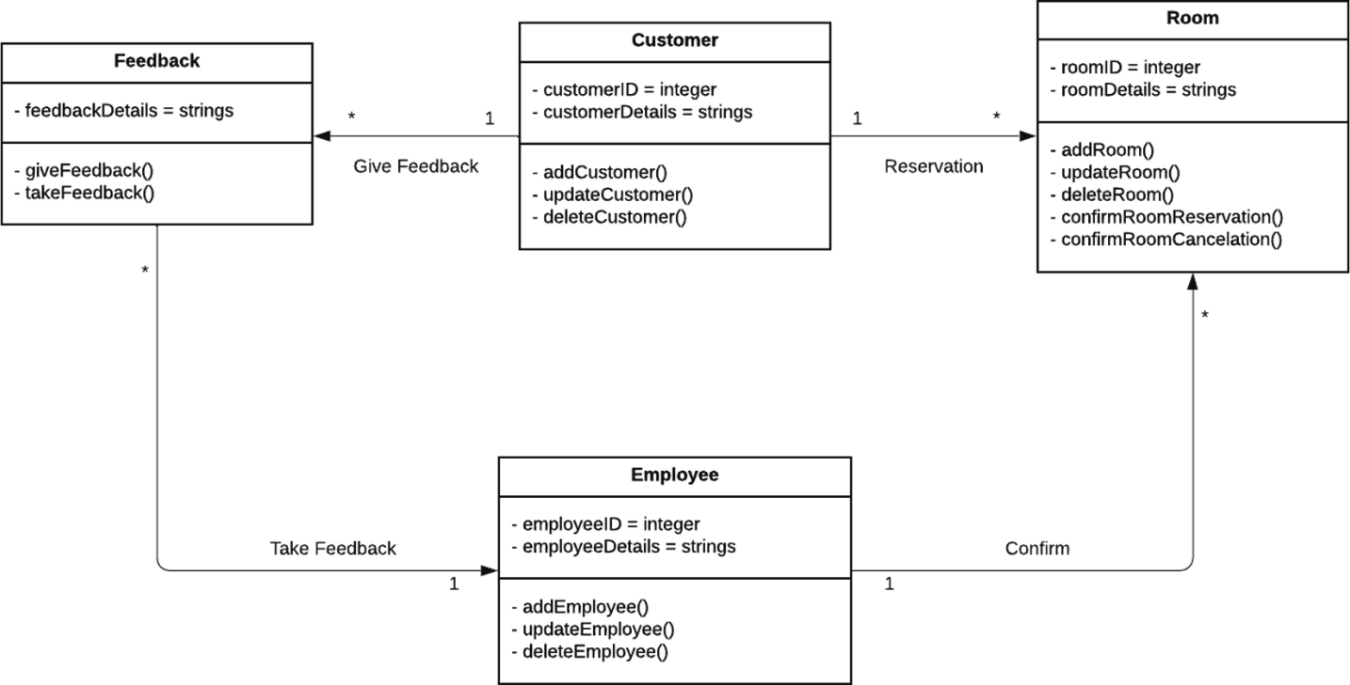 Feedback
- feedbackDetails = strings
- giveFeedback()
- takeFeedback()
* 1
Give Feedback
Customer
- customerID = integer
- customerDetails = strings
- addCustomer()
- updateCustomer()
- deleteCustomer()
1 *
Reservation
Room
- roomID = integer
- roomDetails = strings
- addRoom()
- updateRoom()
- deleteRoom()
- confirmRoomReservation()
- confirmRoomCancelation()
*
Take Feedback
1
Employee
- employeeID = integer
- employeeDetails = strings
- addEmployee()
- updateEmployee()
- deleteEmployee()
*
Confirm
1